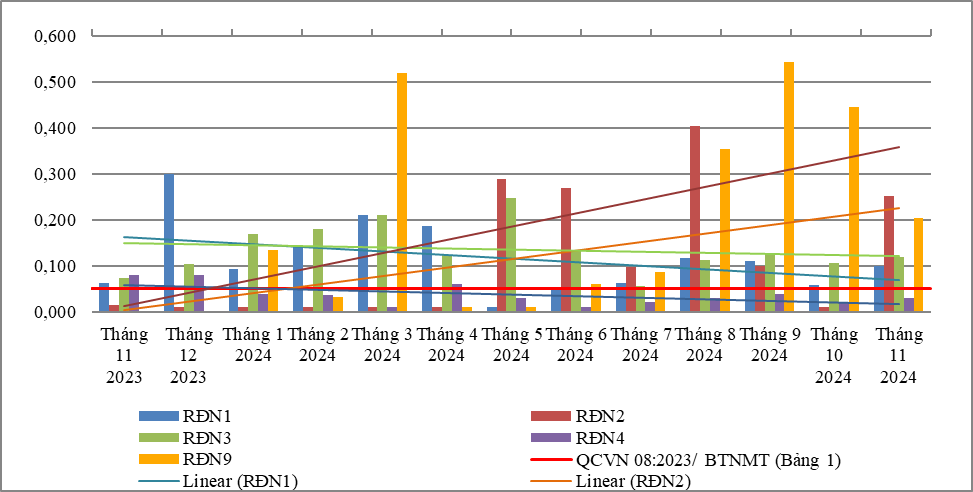 0,600
0,500
0,400
0,300
0,200
0,100
0,000
Tháng 11 2023
Tháng 12 2023
Tháng 1 2024
Tháng 2 2024
Tháng 3 2024
Tháng 4 2024
Tháng 5 2024
Tháng 6 2024
Tháng 7 2024
Tháng 8 2024
Tháng 9 2024
Tháng 10 2024
Tháng 11 2024
RĐN1
RĐN2
RĐN3
RĐN4
RĐN9
QCVN 08:2023/ BTNMT (Bảng 1)
Linear (RĐN1)
Linear (RĐN2)